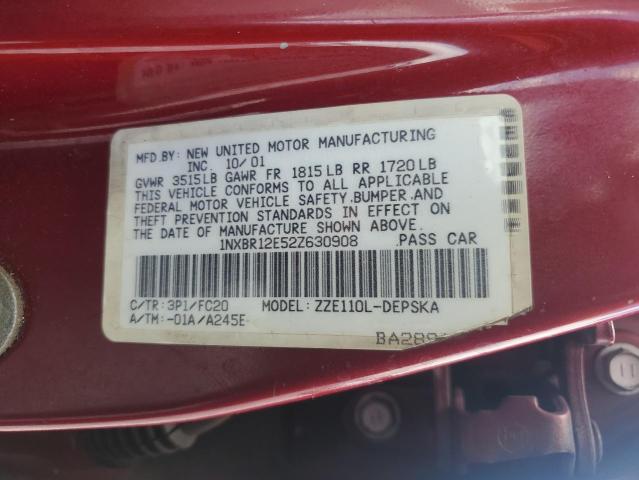 MFD.BY: NEW UNITED MOTOR MANUFACTURING
INC. 10/01
GVWR 3515LB GAWR FR 1815LB RR 1720LB
THIS VEHICLE CONFORMS TO ALL APPLICABLE
FEDERAL MOTOR VEHICLE SAFETY, BUMPER, AND
THEFT PREVENTION STANDARDS IN EFFECT ON
THE DATE OF MANUFACTURE SHOWN ABOVE.
1NXBR12E52Z630908 .PASS CAR
C/TR: 3P1/FC20 MODEL: ZZE110L-DEPSKA
A/TM: -01A/A245E